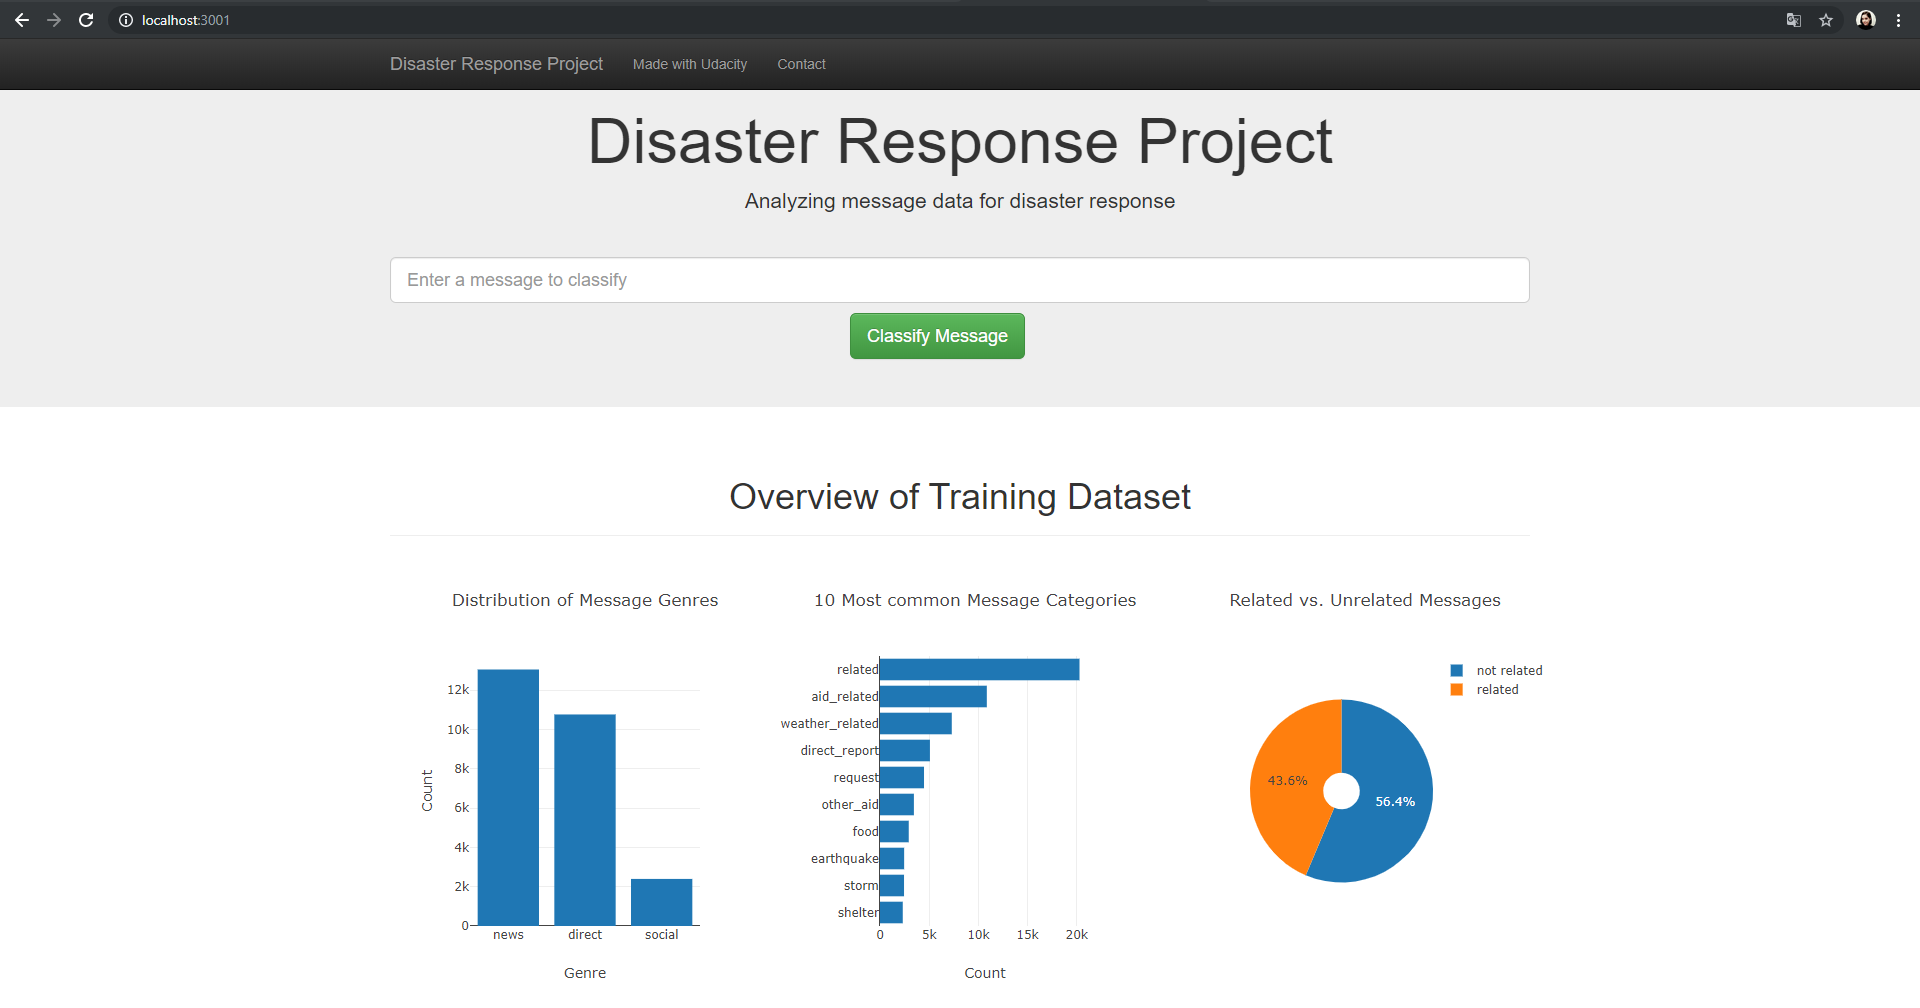 localhost:3001
Disaster Response Project Made with Udacity Contact
Disaster Response Project
Analyzing message data for disaster response
Enter a message to classify
Classify Message
Overview of Training Dataset
Distribution of Message Genres
12k
10k
8k
6k
4k
2k
0
Count
news direct social
Genre
10 Most common Message Categories
related
aid_related
weather_related
direct_report
request
other_aid
food
earthquake
storm
shelter
0 5k 10k 15k 20k
Count
Related vs. Unrelated Messages
not related
related
43.6%
56.4%